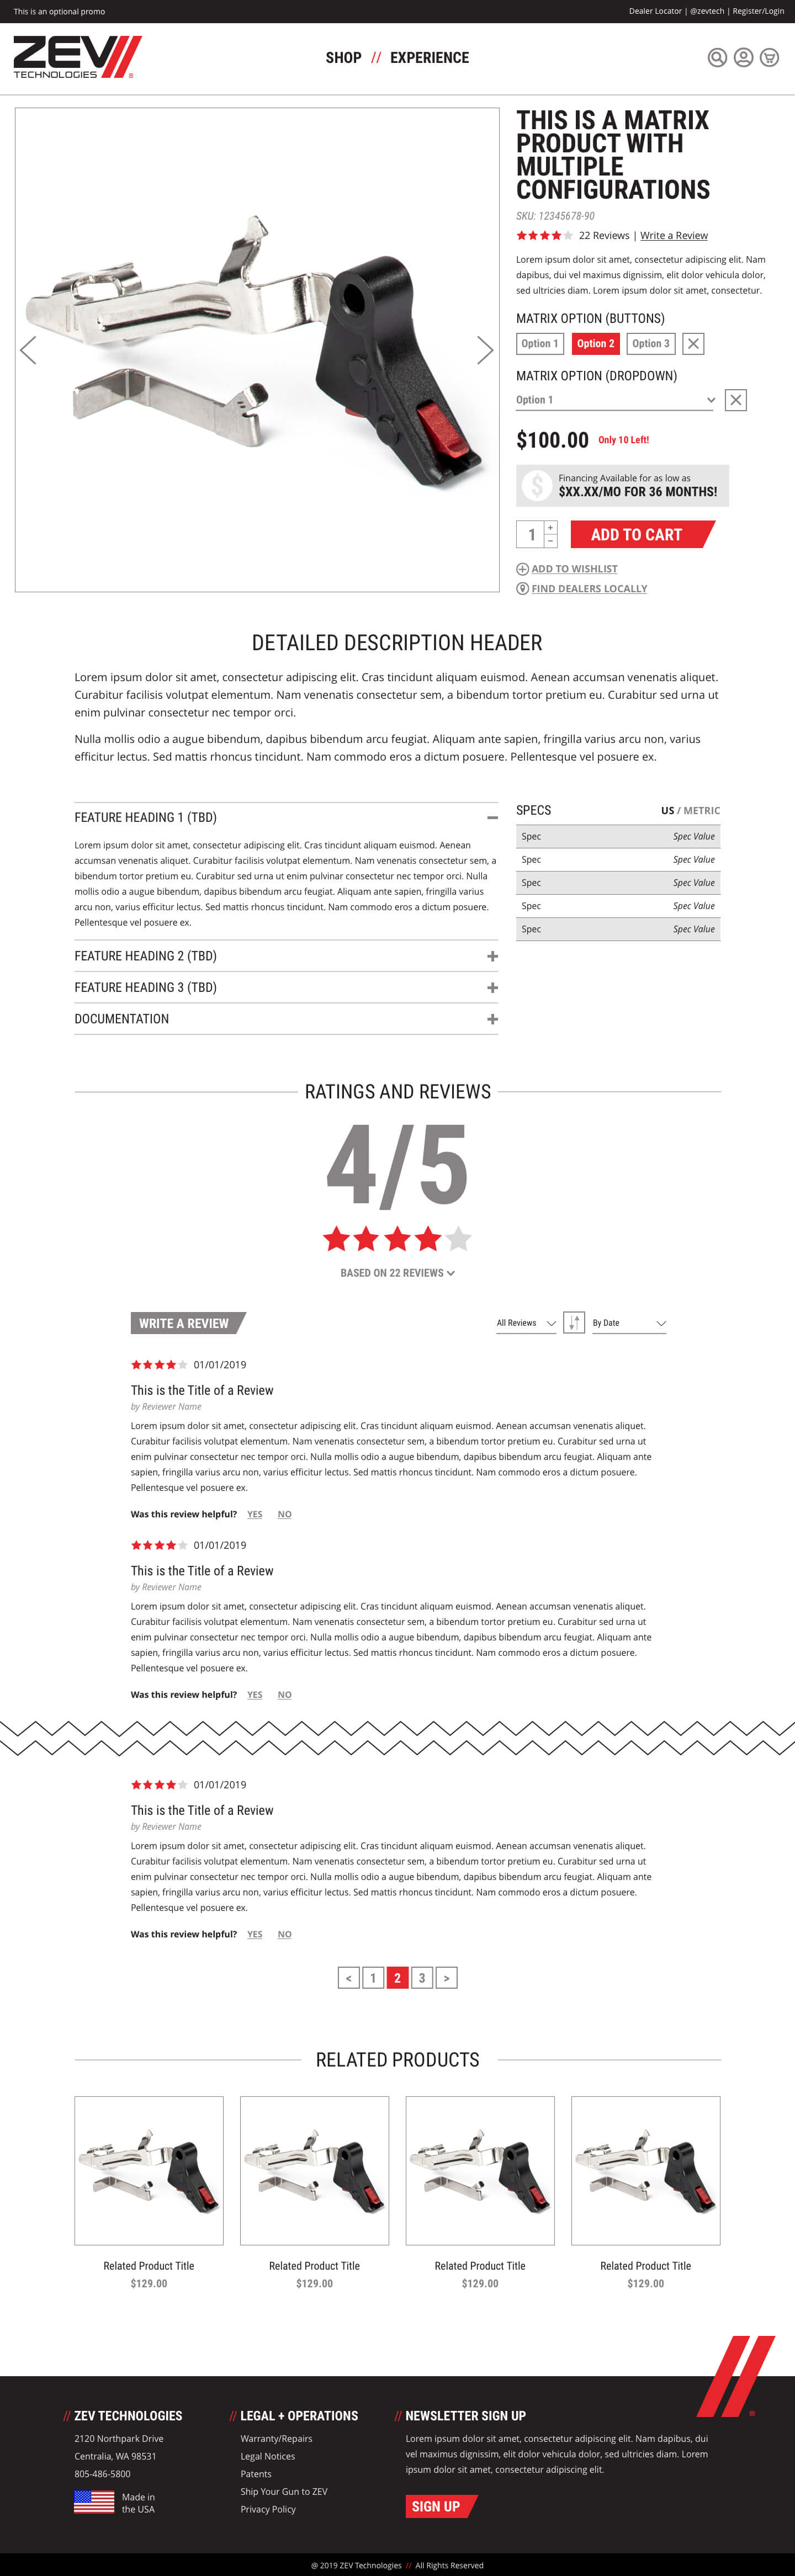 This is an optional promo
Dealer Locator | @zevtech | Register/Login
ZEV
TECHNOLOGIES
SHOP // EXPERIENCE
THIS IS A MATRIX
PRODUCT WITH
MULTIPLE
CONFIGURATIONS
SKU: 12345678-90
22 Reviews | Write a Review
Lorem ipsum dolor sit amet, consectetur adipiscing elit. Nam
dapibus, dui vel maximus dignissim, elit dolor vehicula dolor,
sed ultricies diam. Lorem ipsum dolor sit amet, consectetur.
MATRIX OPTION (BUTTONS)
Option 1 Option 2 Option 3
MATRIX OPTION (DROPDOWN)
Option 1
$100.00 Only 10 Left!
$
Financing Available for as low as
$XX.XX/MO FOR 36 MONTHS!
1 + −
ADD TO CART
ADD TO WISHLIST
FIND DEALERS LOCALLY
DETAILED DESCRIPTION HEADER
Lorem ipsum dolor sit amet, consectetur adipiscing elit. Cras tincidunt aliquam euismod. Aenean accumsan venenatis aliquet.
Curabitur facilisis volutpat elementum. Nam venenatis consectetur sem, a bibendum tortor pretium eu. Curabitur sed urna ut
enim pulvinar consectetur nec tempor orci.
Nulla mollis odio a augue bibendum, dapibus bibendum arcu feugiat. Aliquam ante sapien, fringilla varius arcu non, varius
efficitur lectus. Sed mattis rhoncus tincidunt. Nam commodo eros a dictum posuere. Pellentesque vel posuere ex.
FEATURE HEADING 1 (TBD)
Lorem ipsum dolor sit amet, consectetur adipiscing elit. Cras tincidunt aliquam euismod. Aenean
accumsan venenatis aliquet. Curabitur facilisis volutpat elementum. Nam venenatis consectetur sem, a
bibendum tortor pretium eu. Curabitur sed urna ut enim pulvinar consectetur nec tempor orci. Nulla
mollis odio a augue bibendum, dapibus bibendum arcu feugiat. Aliquam ante sapien, fringilla varius
arcu non, varius efficitur lectus. Sed mattis rhoncus tincidunt. Nam commodo eros a dictum posuere.
Pellentesque vel posuere ex.
FEATURE HEADING 2 (TBD)
FEATURE HEADING 3 (TBD)
DOCUMENTATION
SPECS US / METRIC
Spec Spec Value
Spec Spec Value
Spec Spec Value
Spec Spec Value
Spec Spec Value
RATINGS AND REVIEWS
4/5
BASED ON 22 REVIEWS
WRITE A REVIEW
All Reviews By Date
01/01/2019
This is the Title of a Review
by Reviewer Name
Lorem ipsum dolor sit amet, consectetur adipiscing elit. Cras tincidunt aliquam euismod. Aenean accumsan venenatis aliquet.
Curabitur facilisis volutpat elementum. Nam venenatis consectetur sem, a bibendum tortor pretium eu. Curabitur sed urna ut
enim pulvinar consectetur nec tempor orci. Nulla mollis odio a augue bibendum, dapibus bibendum arcu feugiat. Aliquam ante
sapien, fringilla varius arcu non, varius efficitur lectus. Sed mattis rhoncus tincidunt. Nam commodo eros a dictum posuere.
Pellentesque vel posuere ex.
Was this review helpful? YES NO
01/01/2019
This is the Title of a Review
by Reviewer Name
Lorem ipsum dolor sit amet, consectetur adipiscing elit. Cras tincidunt aliquam euismod. Aenean accumsan venenatis aliquet.
Curabitur facilisis volutpat elementum. Nam venenatis consectetur sem, a bibendum tortor pretium eu. Curabitur sed urna ut
enim pulvinar consectetur nec tempor orci. Nulla mollis odio a augue bibendum, dapibus bibendum arcu feugiat. Aliquam ante
sapien, fringilla varius arcu non, varius efficitur lectus. Sed mattis rhoncus tincidunt. Nam commodo eros a dictum posuere.
Pellentesque vel posuere ex.
Was this review helpful? YES NO
01/01/2019
This is the Title of a Review
by Reviewer Name
Lorem ipsum dolor sit amet, consectetur adipiscing elit. Cras tincidunt aliquam euismod. Aenean accumsan venenatis aliquet.
Curabitur facilisis volutpat elementum. Nam venenatis consectetur sem, a bibendum tortor pretium eu. Curabitur sed urna ut
enim pulvinar consectetur nec tempor orci. Nulla mollis odio a augue bibendum, dapibus bibendum arcu feugiat. Aliquam ante
sapien, fringilla varius arcu non, varius efficitur lectus. Sed mattis rhoncus tincidunt. Nam commodo eros a dictum posuere.
Pellentesque vel posuere ex.
Was this review helpful? YES NO
< 1 2 3 >
RELATED PRODUCTS
Related Product Title Related Product Title Related Product Title Related Product Title
$129.00 $129.00 $129.00 $129.00
// ZEV TECHNOLOGIES
2120 Northpark Drive
Centralia, WA 98531
805-486-5800
Made in
the USA
// LEGAL + OPERATIONS
Warranty/Repairs
Legal Notices
Patents
Ship Your Gun to ZEV
Privacy Policy
// NEWSLETTER SIGN UP
Lorem ipsum dolor sit amet, consectetur adipiscing elit. Nam dapibus, dui
vel maximus dignissim, elit dolor vehicula dolor, sed ultricies diam. Lorem
ipsum dolor sit amet, consectetur adipiscing elit.
SIGN UP
@ 2019 ZEV Technologies // All Rights Reserved